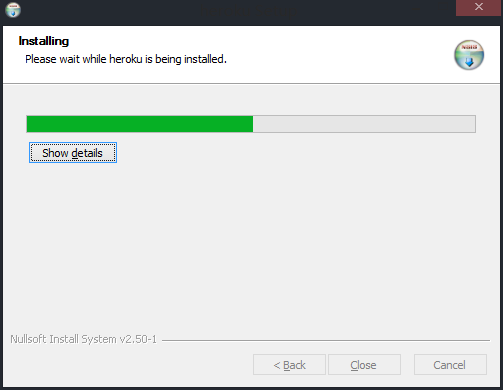 Installing
Please wait while heroku is being installed.
Show details
Nullsoft Install System v2.50-1
< Back
Close
Cancel